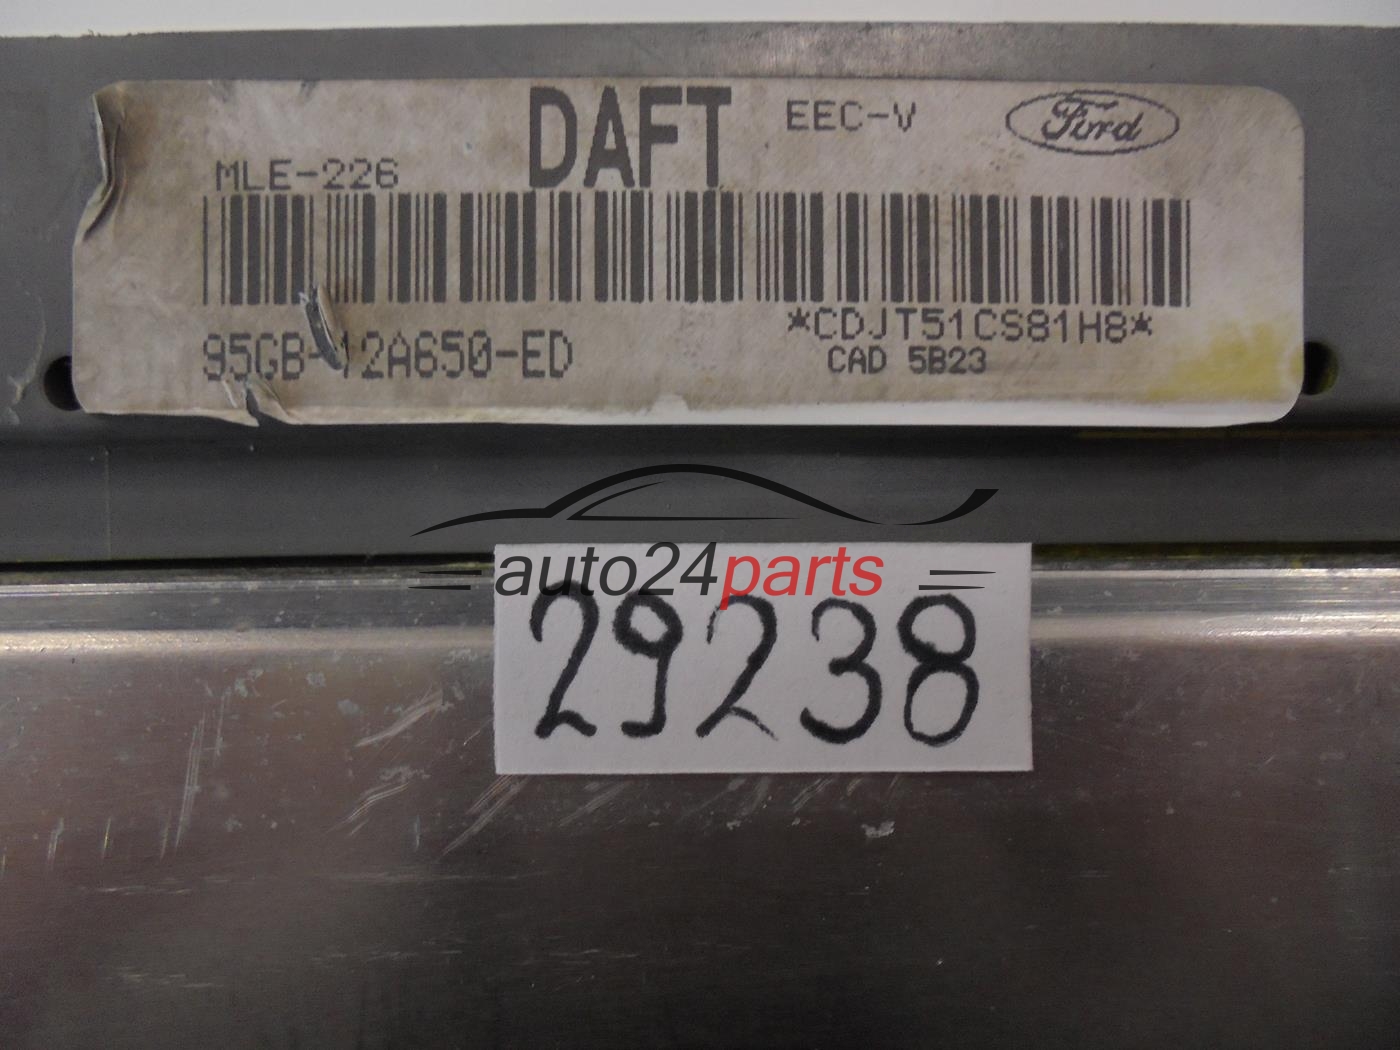 DAFT EEC-V Ford
MLE-226
*CDJT51CS81H8*
95GB-12A650-ED CAD 5B23
auto24parts
29238